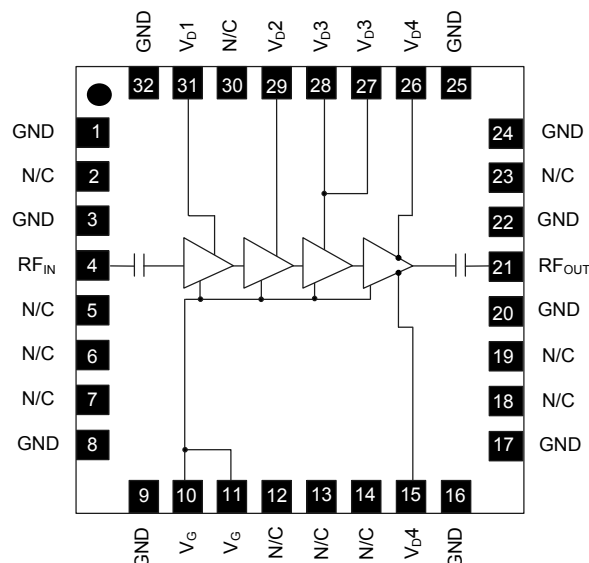 GND VD1 N/C VD2 VD3 VD3 VD4 GND
32 31 30 29 28 27 26 25
GND 1 24 GND
N/C 2 23 N/C
GND 3 22 GND
RFIN 4 21 RFOUT
N/C 5 20 GND
N/C 6 19 N/C
N/C 7 18 N/C
GND 8 17 GND
9 10 11 12 13 14 15 16
GND VG VG N/C N/C N/C VD4 GND